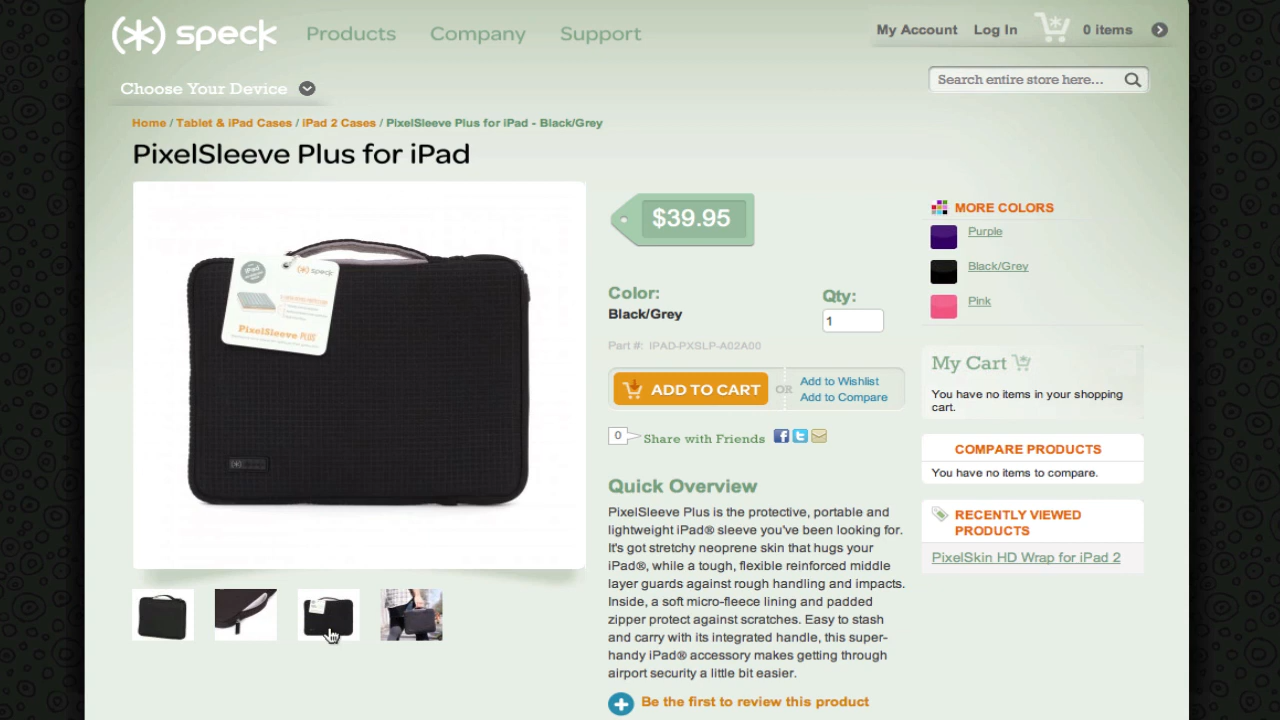 (*) speck
Products
Company
Support
My Account
Log In
0 items
Choose Your Device
Search entire store here...
Home / Tablet & iPad Cases / iPad 2 Cases / PixelSleeve Plus for iPad - Black/Grey
PixelSleeve Plus for iPad
iPad
(*) speck
PixelSleeve PLUS
$39.95
Color:
Black/Grey
Qty:
1
Part #: IPAD-PXSLP-A02A00
ADD TO CART
OR
Add to Wishlist
Add to Compare
0
Share with Friends
Quick Overview
PixelSleeve Plus is the protective, portable and
lightweight iPad® sleeve you've been looking for.
It's got stretchy neoprene skin that hugs your
iPad®, while a tough, flexible reinforced middle
layer guards against rough handling and impacts.
Inside, a soft micro-fleece lining and padded
zipper protect against scratches. Easy to stash
and carry with its integrated handle, this super-
handy iPad® accessory makes getting through
airport security a little bit easier.
Be the first to review this product
MORE COLORS
Purple
Black/Grey
Pink
My Cart
You have no items in your shopping
cart.
COMPARE PRODUCTS
You have no items to compare.
RECENTLY VIEWED
PRODUCTS
PixelSkin HD Wrap for iPad 2